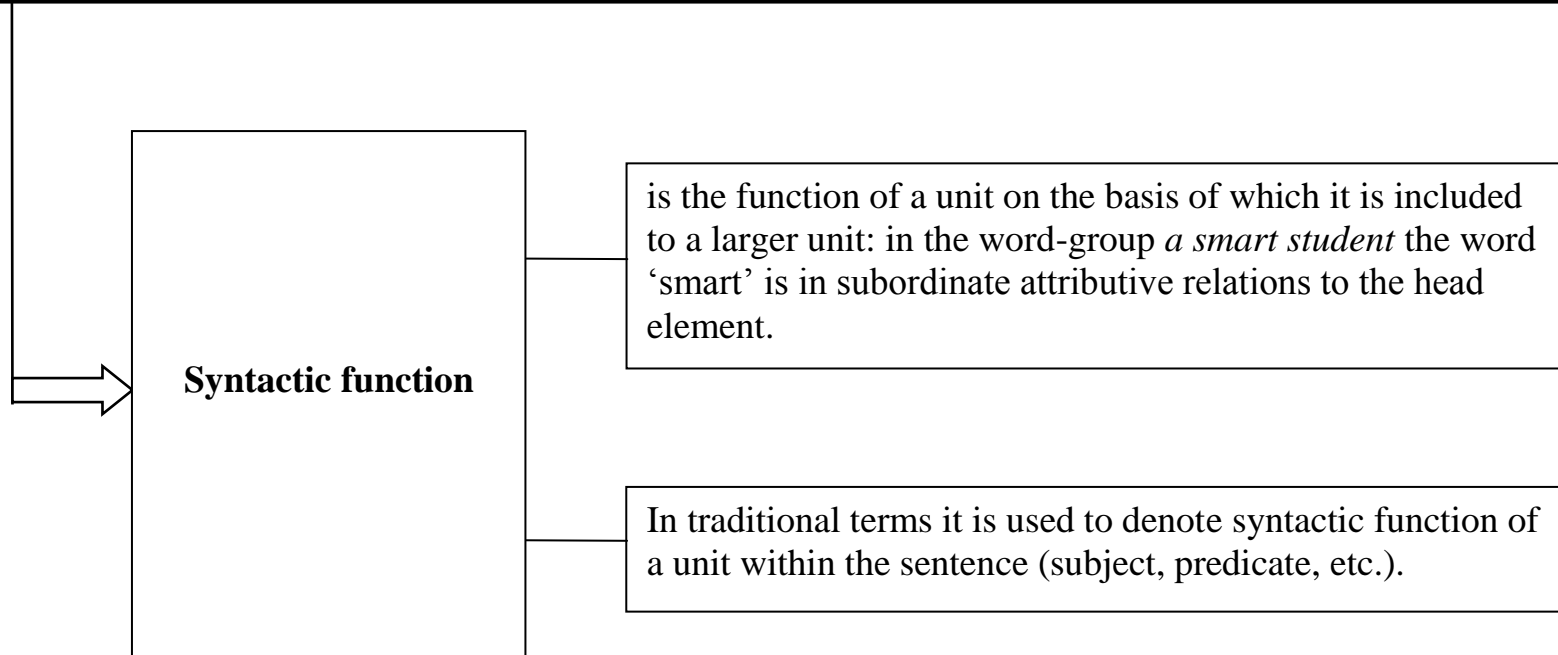 Syntactic function
is the function of a unit on the basis of which it is included
to a larger unit: in the word-group a smart student the word
‘smart’ is in subordinate attributive relations to the head
element.
In traditional terms it is used to denote syntactic function of
a unit within the sentence (subject, predicate, etc.).